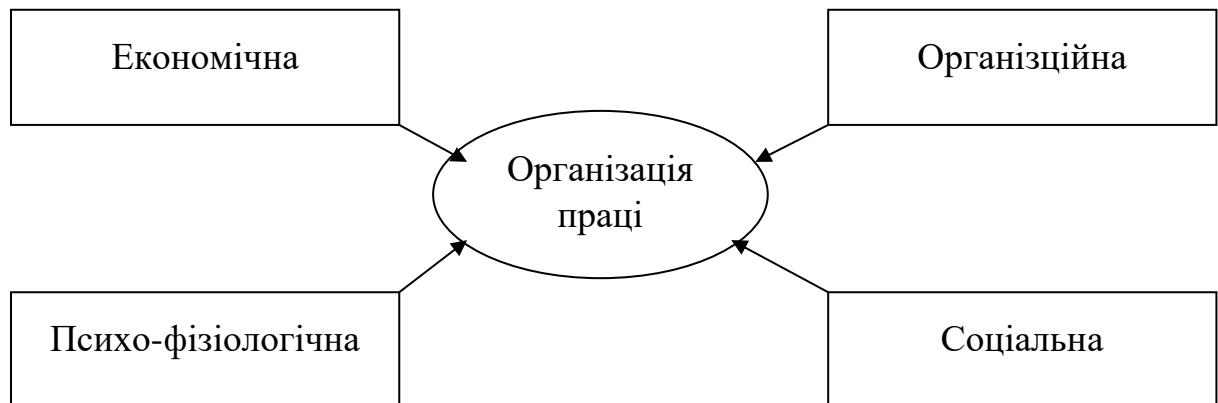 Економічна
Організційна
Організація
праці
Психо-фізіологічна
Соціальна